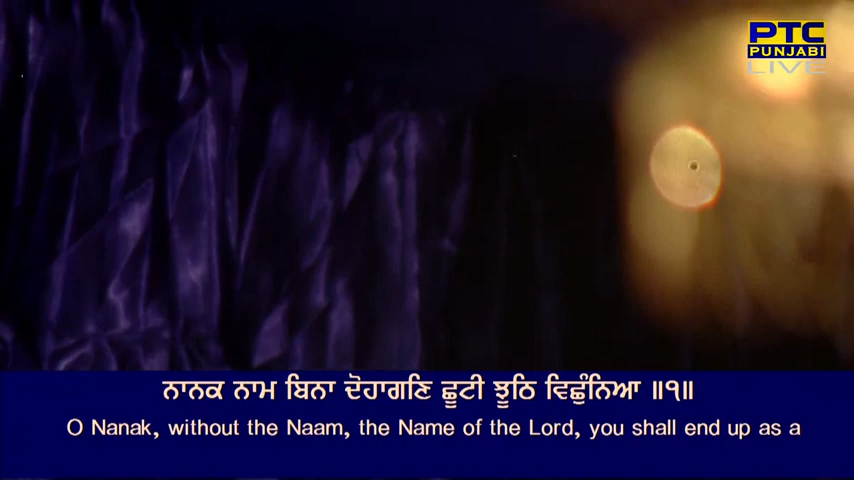 PTC
PUNJABI
LIVE
ਨਾਨਕ ਨਾਮ ਬਿਨਾ ਦੋਹਾਗਣਿ ਛੂਟੀ ਝੂਠਿ ਵਿਛੁੰਨਿਆ ॥੧॥
O Nanak, without the Naam, the Name of the Lord, you shall end up as a